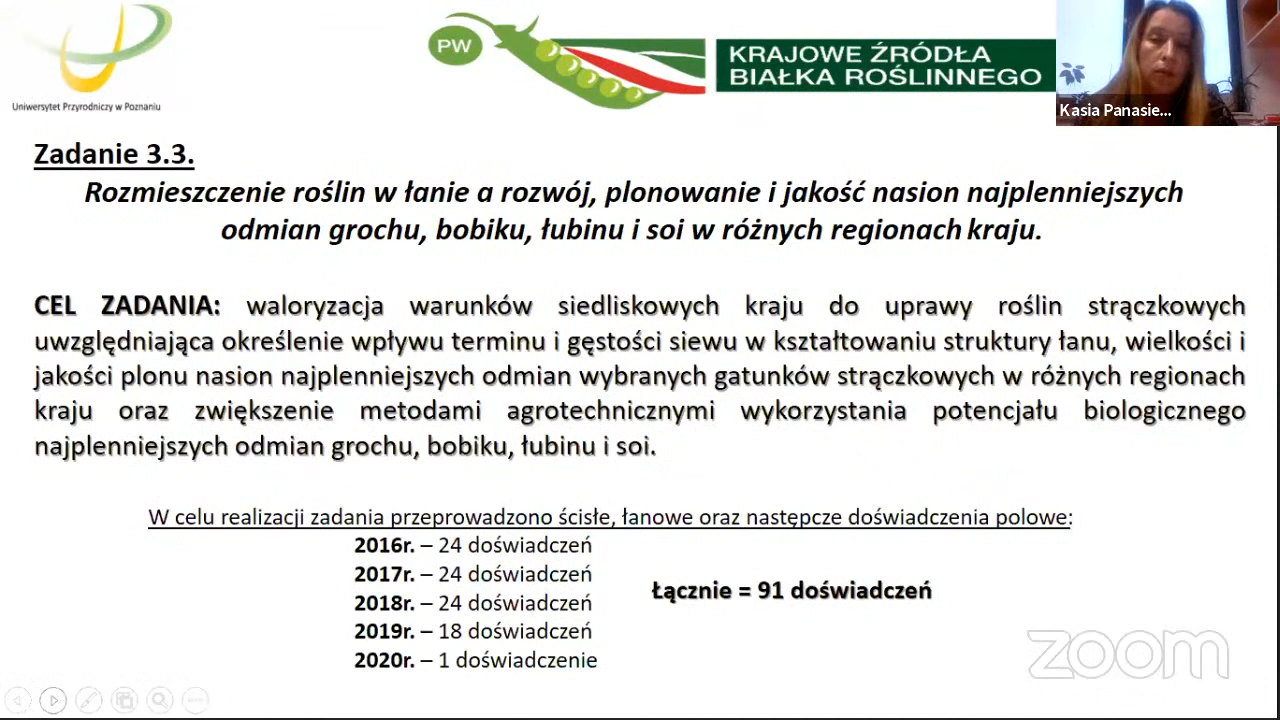 Uniwersytet Przyrodniczy w Poznaniu
PW
KRAJOWE ŹRÓDŁA
BIAŁKA ROŚLINNEGO
Kasia Panasie...
Zadanie 3.3.
Rozmieszczenie roślin w łanie a rozwój, plonowanie i jakość nasion najplenniejszych
odmian grochu, bobiku, łubinu i soi w różnych regionach kraju.
CEL ZADANIA: waloryzacja warunków siedliskowych kraju do uprawy roślin strączkowych
uwzględniająca określenie wpływu terminu i gęstości siewu w kształtowaniu struktury łanu, wielkości i
jakości plonu nasion najplenniejszych odmian wybranych gatunków strączkowych w różnych regionach
kraju oraz zwiększenie metodami agrotechnicznymi wykorzystania potencjału biologicznego
najplenniejszych odmian grochu, bobiku, łubinu i soi.
W celu realizacji zadania przeprowadzono ścisłe, łanowe oraz następcze doświadczenia polowe:
2016r. – 24 doświadczeń
2017r. – 24 doświadczeń
2018r. – 24 doświadczeń
2019r. – 18 doświadczeń
2020r. – 1 doświadczenie
Łącznie = 91 doświadczeń
zoom